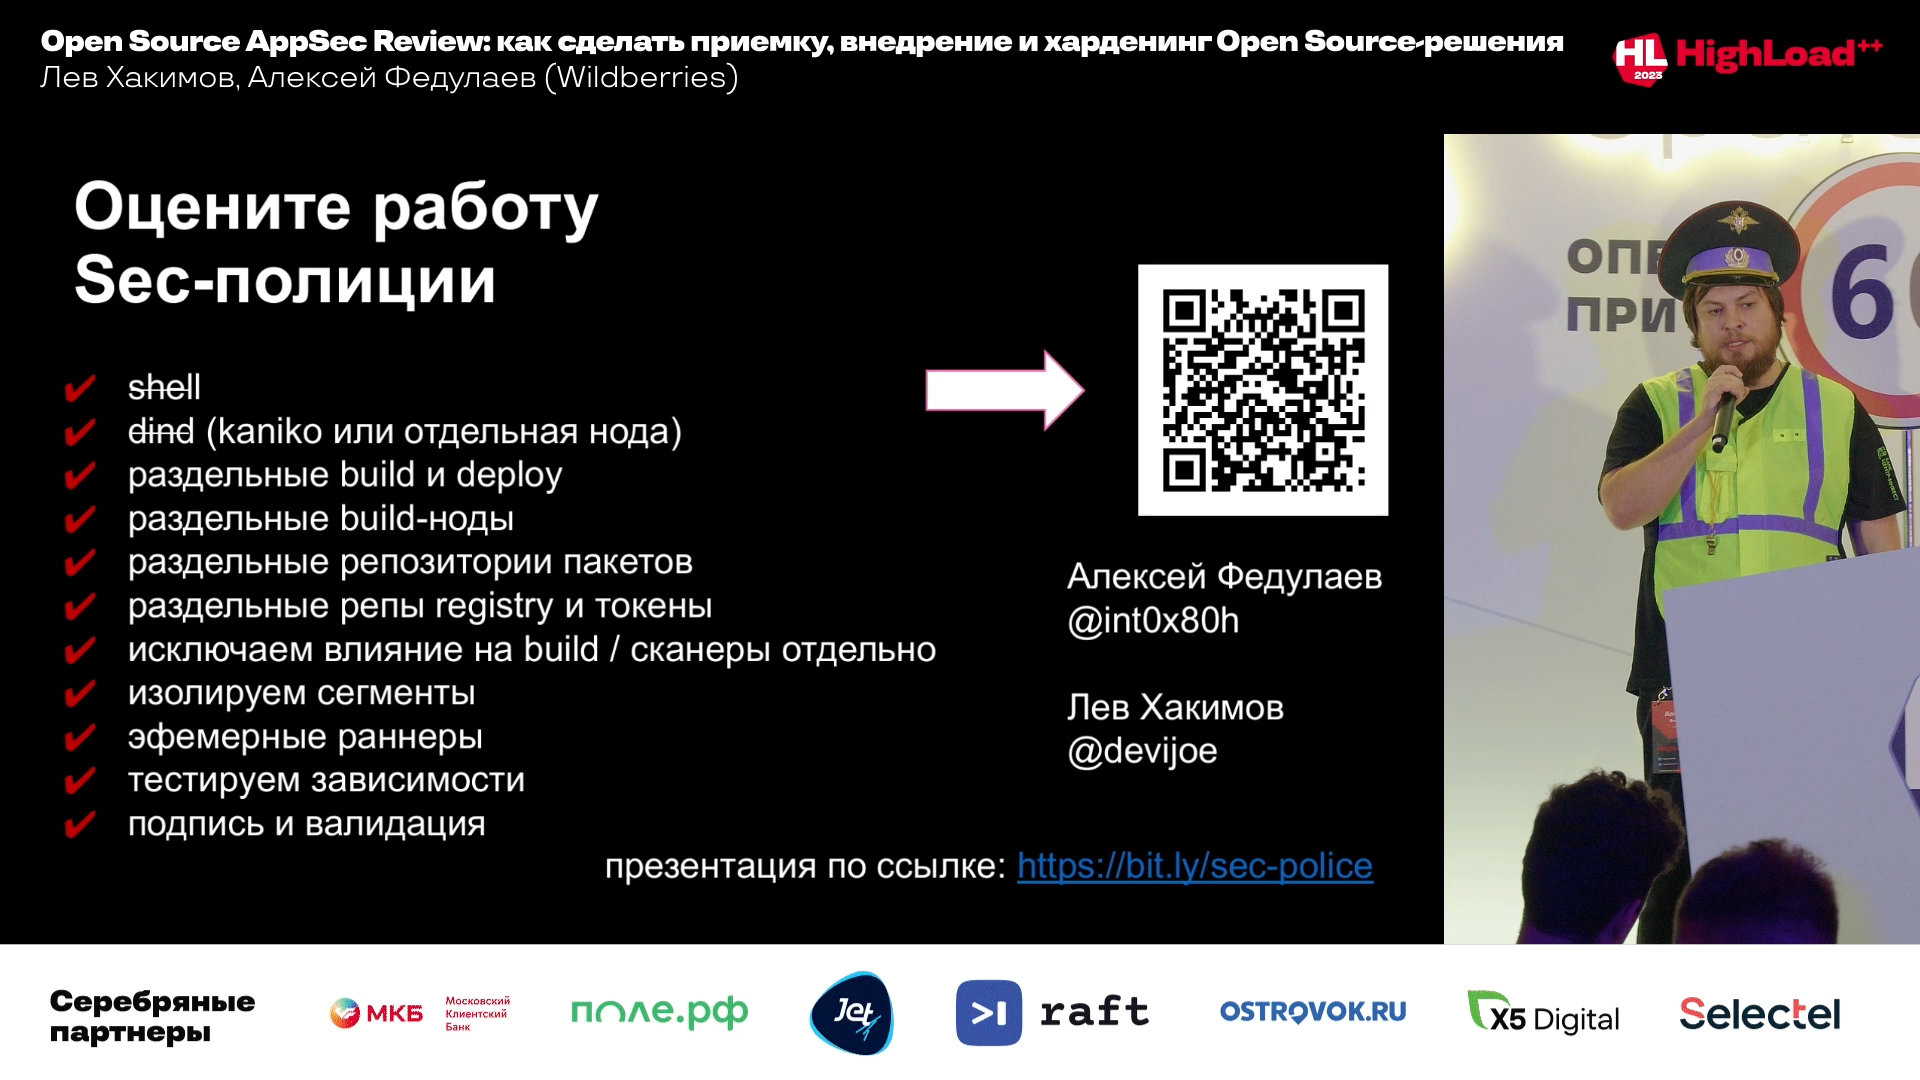 Open Source AppSec Review: как сделать приемку, внедрение и харденинг Open Source-решения
Лев Хакимов, Алексей Федулаев (Wildberries)
HL
2023
HighLoad++
Оцените работу
Sec-полиции
shell
dind (kaniko или отдельная нода)
раздельные build и deploy
раздельные build-ноды
раздельные репозитории пакетов
раздельные репы registry и токены
исключаем влияние на build / сканеры отдельно
изолируем сегменты
эфемерные раннеры
тестируем зависимости
подпись и валидация
Алексей Федулаев
@int0x80h
Лев Хакимов
@devijoe
презентация по ссылке: https://bit.ly/sec-police
Серебряные
партнеры
МКБ
Московский
Клиентский
Банк
поле.рф
Jet
raft
OSTROVOK.RU
X5 Digital
Selectel